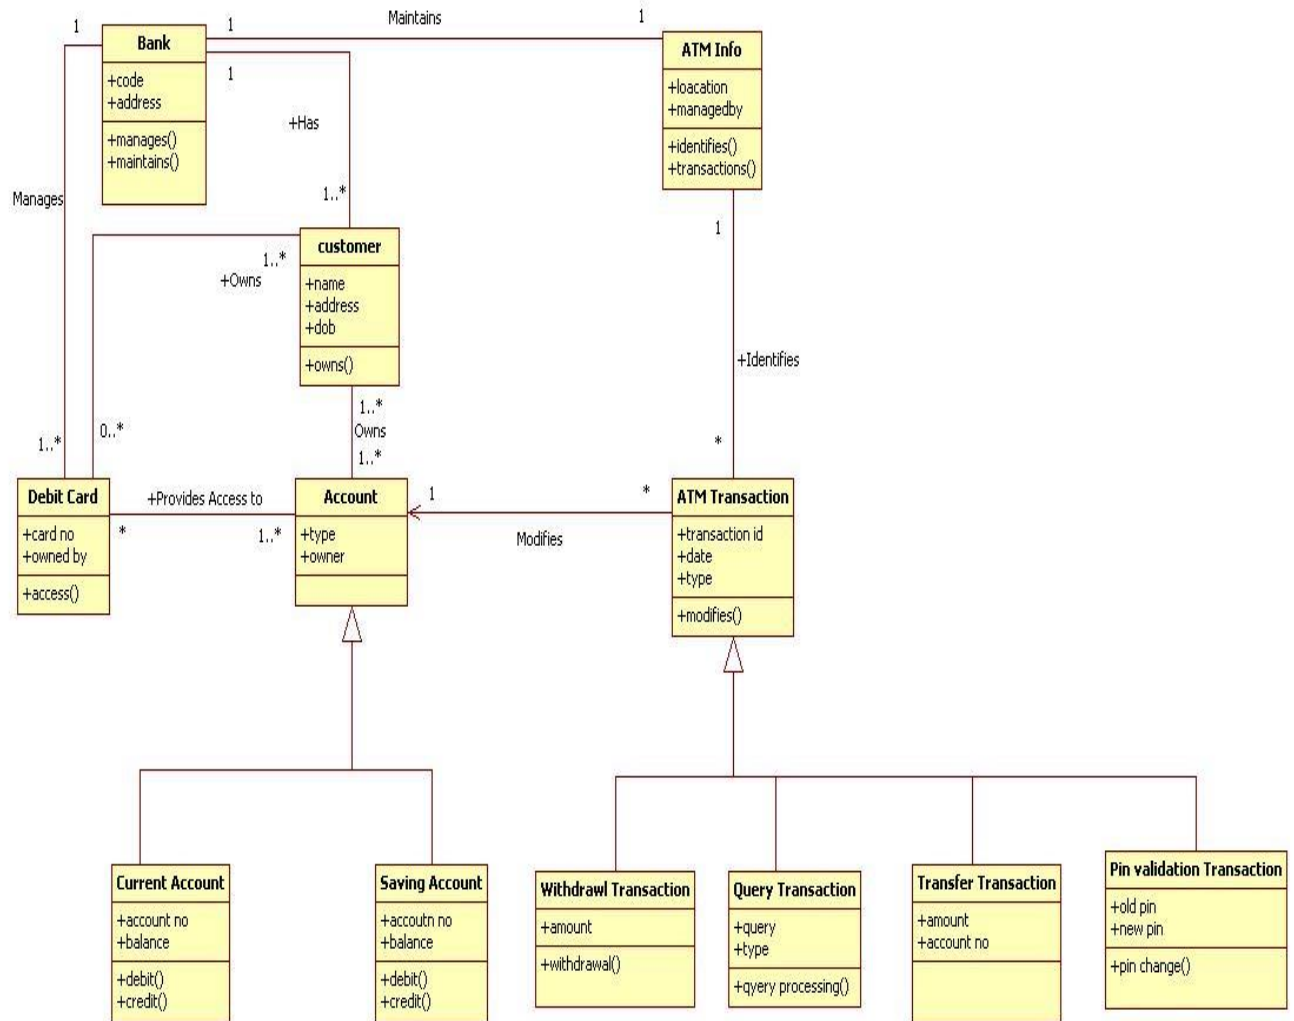 1
1
Maintains
1
Bank
+code
+address
+manages()
+maintains()
1
+Has
1..*
Manages
ATM Info
+loacation
+managedby
+identifies()
+transactions()
1
+Identifies
*
customer
+name
+address
+dob
+owns()
1..*
+Owns
0..*
1..*
1..*
Owns
1..*
Debit Card
+card no
+owned by
+access()
+Provides Access to
*
1..*
Account
+type
+owner
1
*
Modifies
ATM Transaction
+transaction id
+date
+type
+modifies()
Current Account
+account no
+balance
+debit()
+credit()
Saving Account
+accoutn no
+balance
+debit()
+credit()
Withdrawl Transaction
+amount
+withdrawal()
Query Transaction
+query
+type
+qyery processing()
Transfer Transaction
+amount
+account no
Pin validation Transaction
+old pin
+new pin
+pin change()